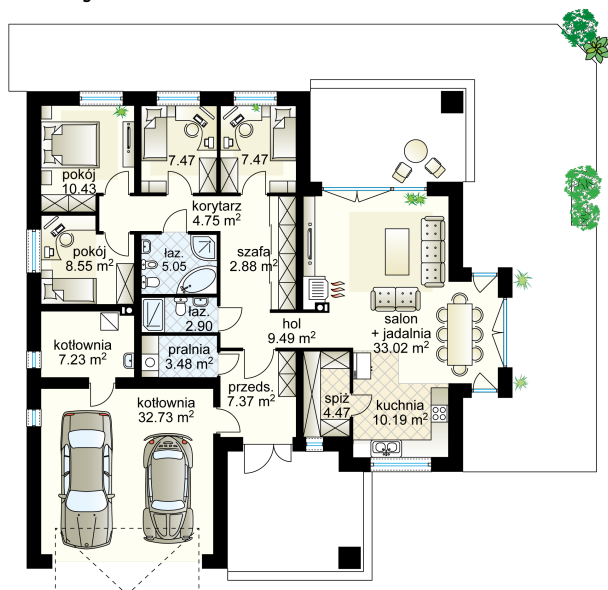 pokój
10.43
7.47
7.47
korytarz
4.75 m²
pokój
8.55 m²
łaz.
5.05
szafa
2.88 m²
łaz.
2.90
hol
9.49 m²
salon
+ jadalnia
33.02 m²
kotłownia
7.23 m²
pralnia
3.48 m²
przeds.
7.37 m²
spiż
4.47
kuchnia
10.19 m²
kotłownia
32.73 m²